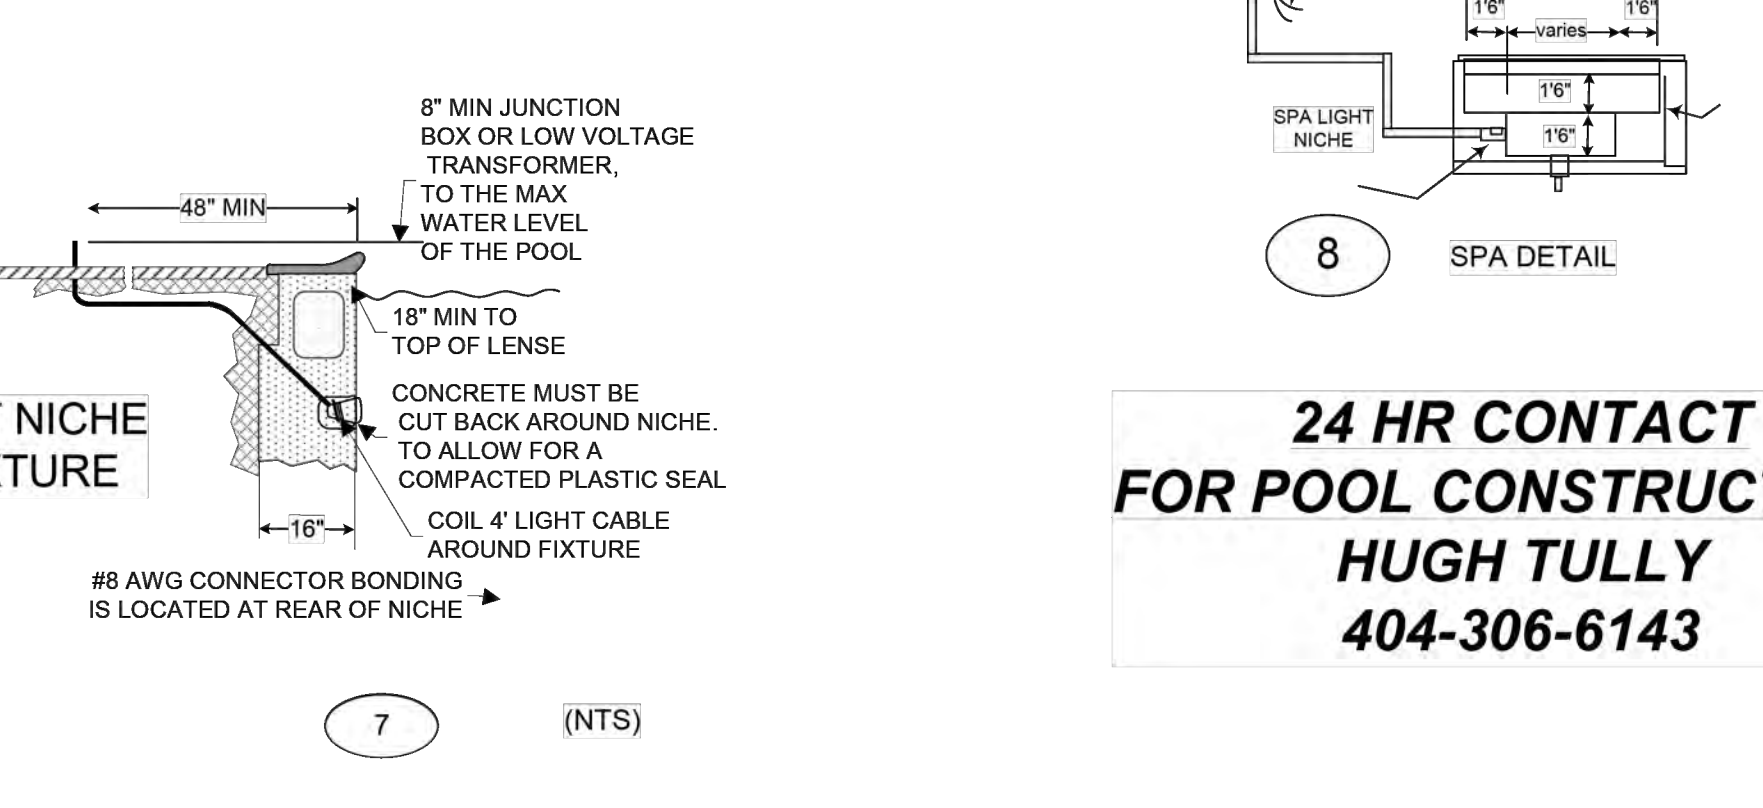 8" MIN JUNCTION
BOX OR LOW VOLTAGE
TRANSFORMER,
TO THE MAX
WATER LEVEL
OF THE POOL
48" MIN
18" MIN TO
TOP OF LENSE
CONCRETE MUST BE
CUT BACK AROUND NICHE.
TO ALLOW FOR A
COMPACTED PLASTIC SEAL
NICHE
COIL 4' LIGHT CABLE
AROUND FIXTURE
16"
#8 AWG CONNECTOR BONDING
IS LOCATED AT REAR OF NICHE
7
(NTS)
1'6"
1'6"
varies
1'6"
1'6"
SPA LIGHT
NICHE
8
SPA DETAIL
24 HR CONTACT
FOR POOL
HUGH TULLY
404-306-6143